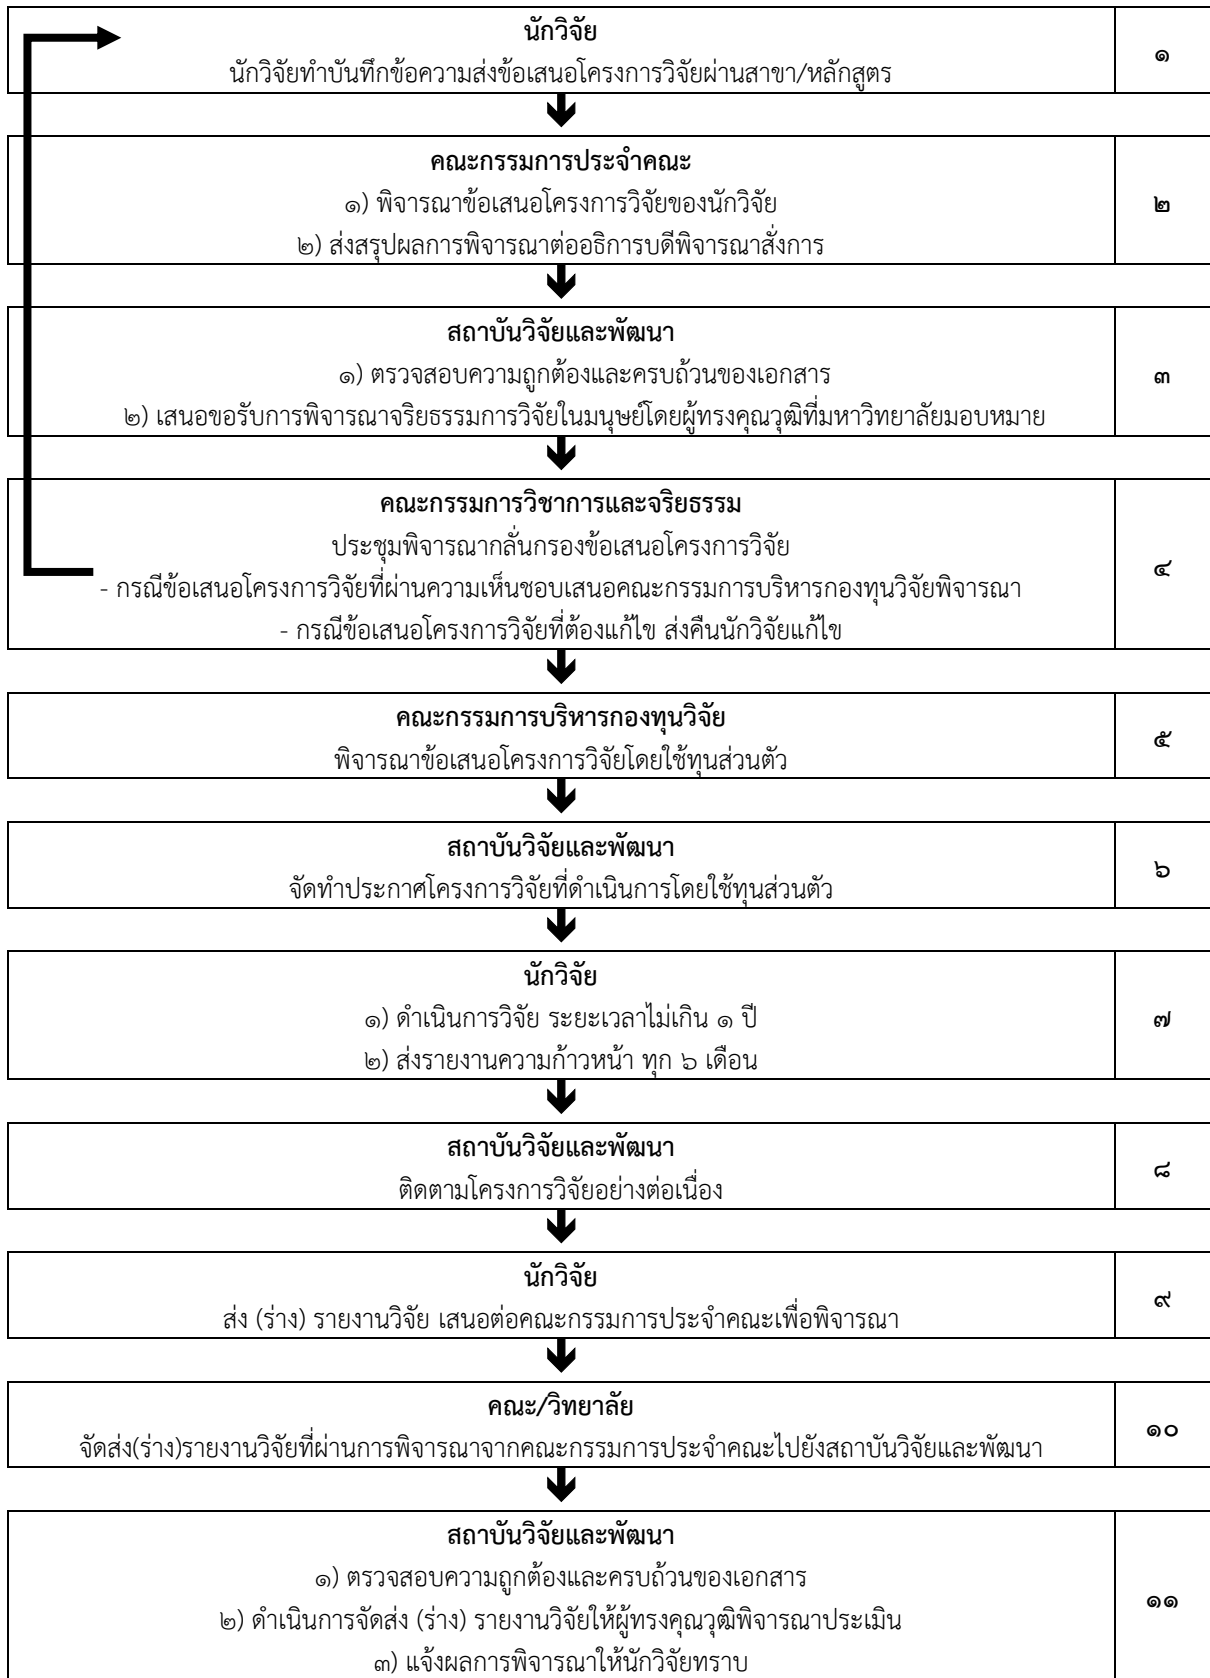 นักวิจัย
นักวิจัยทำบันทึกข้อความส่งข้อเสนอโครงการวิจัยผ่านสาขา/หลักสูตร
๑
คณะกรรมการประจำคณะ
๑) พิจารณาข้อเสนอโครงการวิจัยของนักวิจัย
๒) ส่งสรุปผลการพิจารณาต่ออธิการบดีพิจารณาสั่งการ
๒
สถาบันวิจัยและพัฒนา
๑) ตรวจสอบความถูกต้องและครบถ้วนของเอกสาร
๒) เสนอขอรับการพิจารณาจริยธรรมการวิจัยในมนุษย์โดยผู้ทรงคุณวุฒิที่มหาวิทยาลัยมอบหมาย
๓
คณะกรรมการวิชาการและจริยธรรม
ประชุมพิจารณากลั่นกรองข้อเสนอโครงการวิจัย
- กรณีข้อเสนอโครงการวิจัยที่ผ่านความเห็นชอบเสนอคณะกรรมการบริหารกองทุนวิจัยพิจารณา
- กรณีข้อเสนอโครงการวิจัยที่ต้องแก้ไข ส่งคืนนักวิจัยแก้ไข
๔
คณะกรรมการบริหารกองทุนวิจัย
พิจารณาข้อเสนอโครงการวิจัยโดยใช้ทุนส่วนตัว
๕
สถาบันวิจัยและพัฒนา
จัดทำประกาศโครงการวิจัยที่ดำเนินการโดยใช้ทุนส่วนตัว
๖
นักวิจัย
๑) ดำเนินการวิจัย ระยะเวลาไม่เกิน ๑ ปี
๒) ส่งรายงานความก้าวหน้า ทุก ๖ เดือน
๗
สถาบันวิจัยและพัฒนา
ติดตามโครงการวิจัยอย่างต่อเนื่อง
๘
นักวิจัย
ส่ง (ร่าง) รายงานวิจัย เสนอต่อคณะกรรมการประจำคณะเพื่อพิจารณา
๙
คณะ/วิทยาลัย
จัดส่ง(ร่าง)รายงานวิจัยที่ผ่านการพิจารณาจากคณะกรรมการประจำคณะไปยังสถาบันวิจัยและพัฒนา
๑๐
สถาบันวิจัยและพัฒนา
๑) ตรวจสอบความถูกต้องและครบถ้วนของเอกสาร
๒) ดำเนินการจัดส่ง (ร่าง) รายงานวิจัยให้ผู้ทรงคุณวุฒิพิจารณาประเมิน
๓) แจ้งผลการพิจารณาให้นักวิจัยทราบ
๑๑